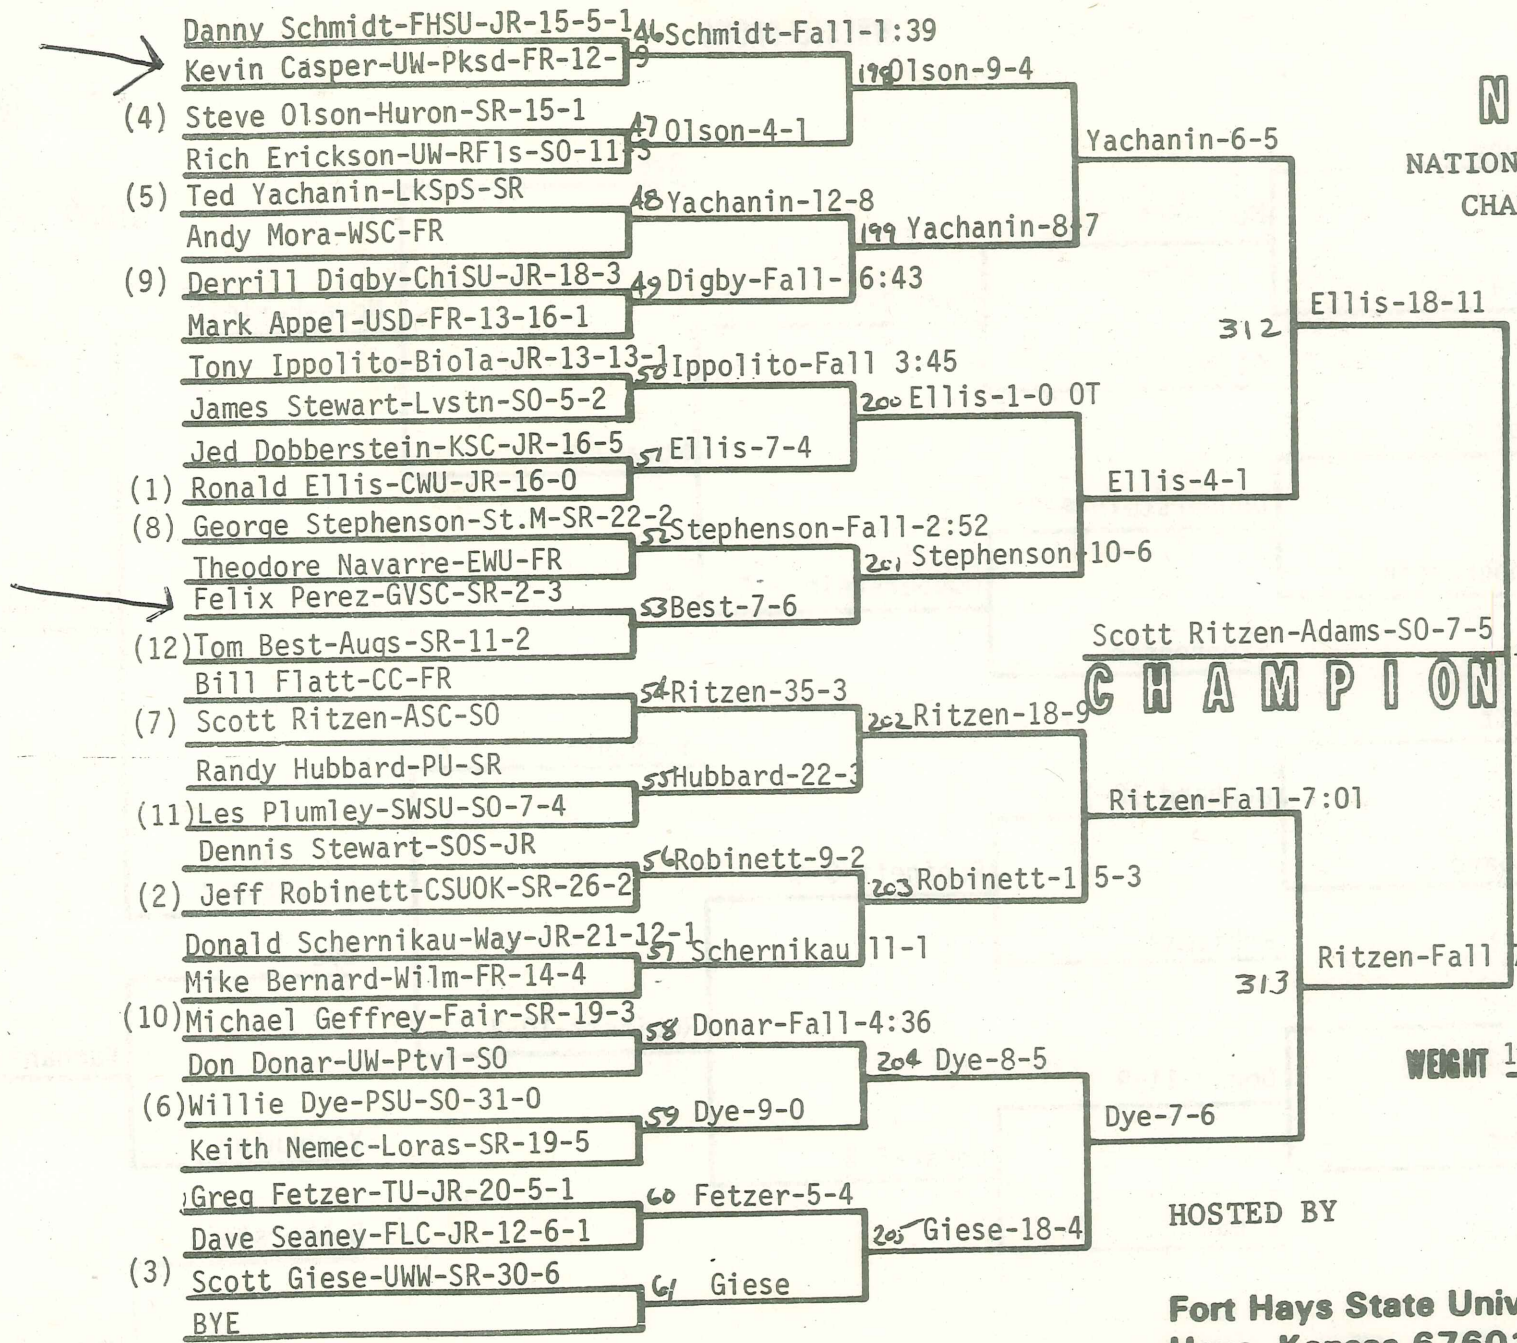 Danny Schmidt-FHSU-JR-15-5-1
Kevin Casper-UW-Pksd-FR-12-9
(4) Steve Olson-Huron-SR-15-1
Rich Erickson-UW-RFls-SO-11-3
(5) Ted Yachanin-LkSpS-SR
Andy Mora-WSC-FR
(9) Derrill Digby-ChiSU-JR-18-3
Mark Appel-USD-FR-13-16-1
Tony Ippolito-Biola-JR-13-13-1
James Stewart-Lvstn-SO-5-2
Jed Dobberstein-KSC-JR-16-5
(1) Ronald Ellis-CWU-JR-16-0
(8) George Stephenson-St.M-SR-22-2
Theodore Navarre-EWU-FR
Felix Perez-GVSC-SR-2-3
(12) Tom Best-Augs-SR-11-2
Bill Flatt-CC-FR
(7) Scott Ritzen-ASC-SO
Randy Hubbard-PU-SR
(11) Les Plumley-SWSU-SO-7-4
Dennis Stewart-SOS-JR
(2) Jeff Robinett-CSUOK-SR-26-2
Donald Schernikau-Way-JR-21-12-1
Mike Bernard-Wilm-FR-14-4
(10) Michael Geffrey-Fair-SR-19-3
Don Donar-UW-Ptvl-SO
(6) Willie Dye-PSU-SO-31-0
Keith Nemec-Loras-SR-19-5
Greg Fetzer-TU-JR-20-5-1
Dave Seaney-FLC-JR-12-6-1
(3) Scott Giese-UWW-SR-30-6
BYE
46 Schmidt-Fall-1:39
47 Olson-4-1
48 Yachanin-12-8
49 Digby-Fall-6:43
50 Ippolito-Fall 3:45
51 Ellis-7-4
52 Stephenson-Fall-2:52
53 Best-7-6
54 Ritzen-35-3
55 Hubbard-22-3
56 Robinett-9-2
57 Schernikau 11-1
58 Donar-Fall-4:36
59 Dye-9-0
60 Fetzer-5-4
61 Giese
198 Olson-9-4
199 Yachanin-8-7
200 Ellis-1-0 OT
201 Stephenson-10-6
202 Ritzen-18-9
203 Robinett-15-3
204 Dye-8-5
205 Giese-18-4
Yachanin-6-5
Ellis-4-1
Ritzen-Fall-7:01
Dye-7-6
312
Ellis-18-11
313
Ritzen-Fall
Scott Ritzen-Adams-SO-7-5
CHAMPION
N
NATION
CHA
WEIGHT 1
HOSTED BY
Fort Hays State Univ